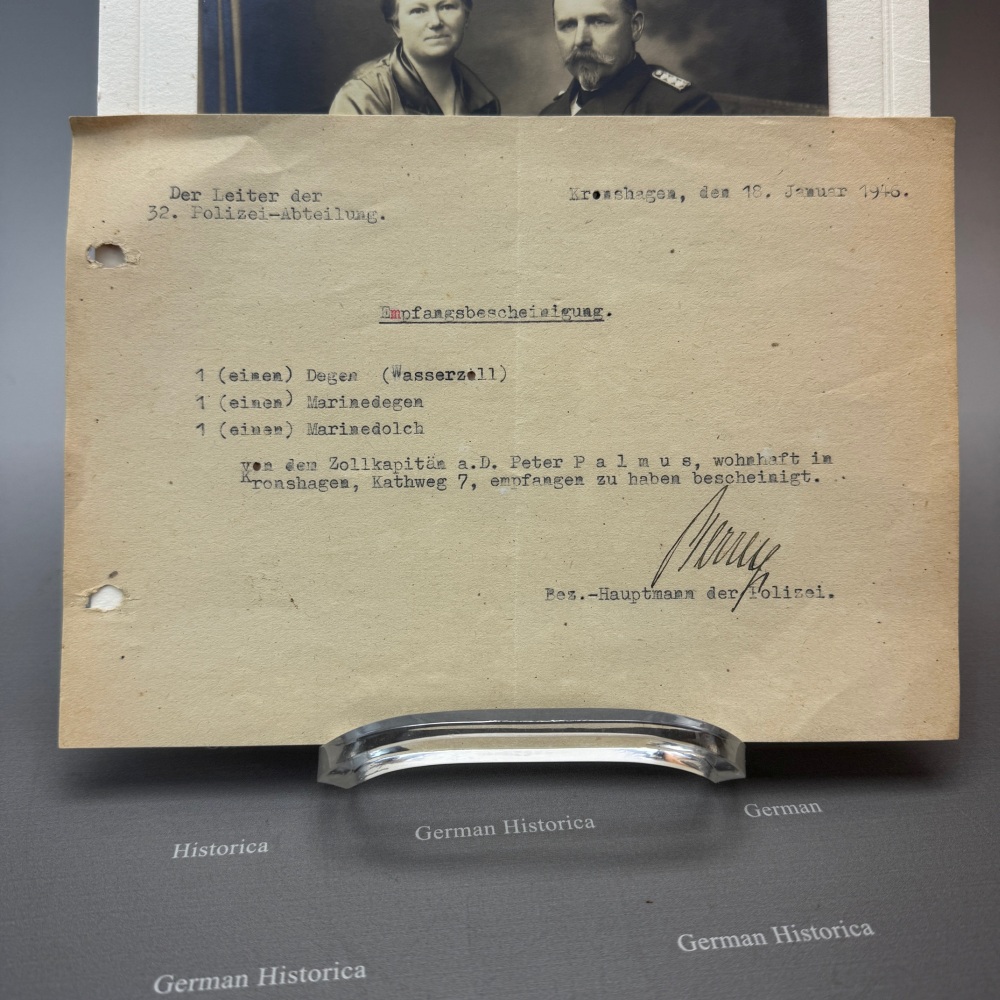 Der Leiter der
32. Polizei-Abteilung.
Kronshagen, den 18. Januar 1946.
Empfangsbescheinigung.
1 (einen) Degen (Wasserzoll)
1 (einen) Marinedegen
1 (einen) Marinedolch
von dem Zollkapitän a.D. Peter P a l m u s, wohnhaft in
Kronshagen, Kathweg 7, empfangen zu haben bescheinigt.
Bez.-Hauptmann der Polizei.
German
German Historica
Historica
German Historica
German Historica